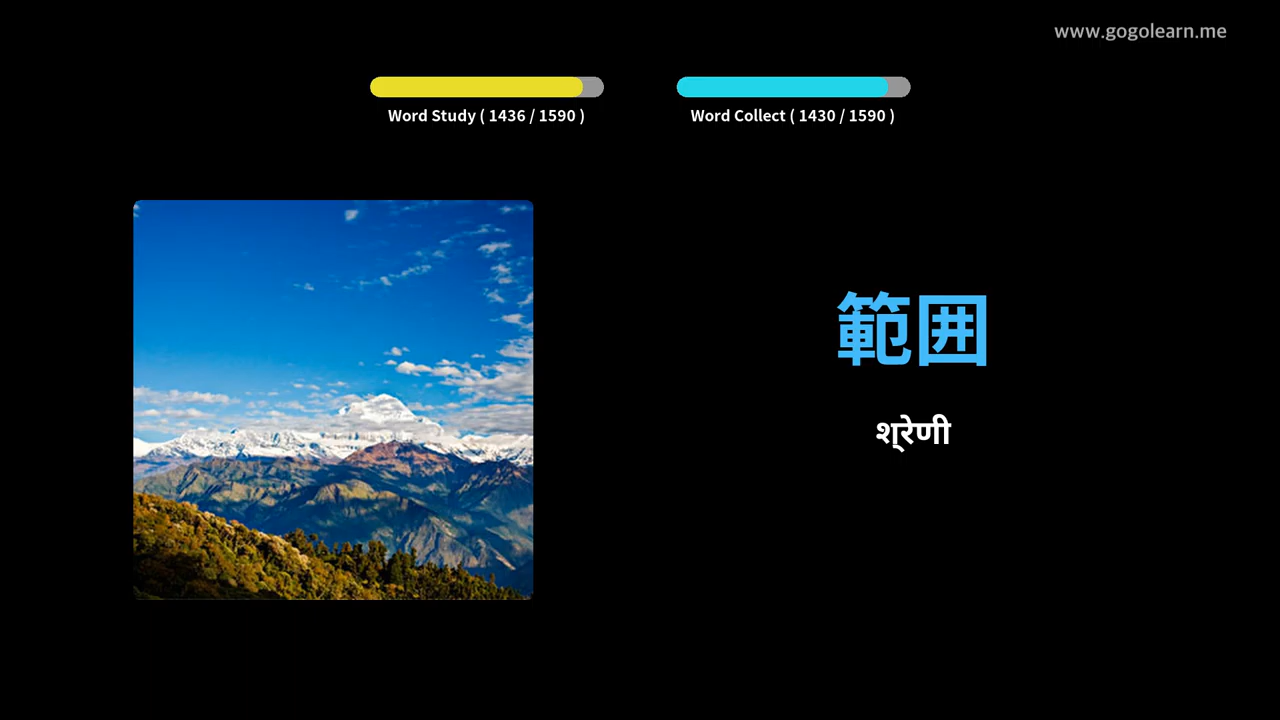 www.gogolearn.me
Word Study ( 1436 / 1590 )
Word Collect ( 1430 / 1590 )
範囲
श्रेणी